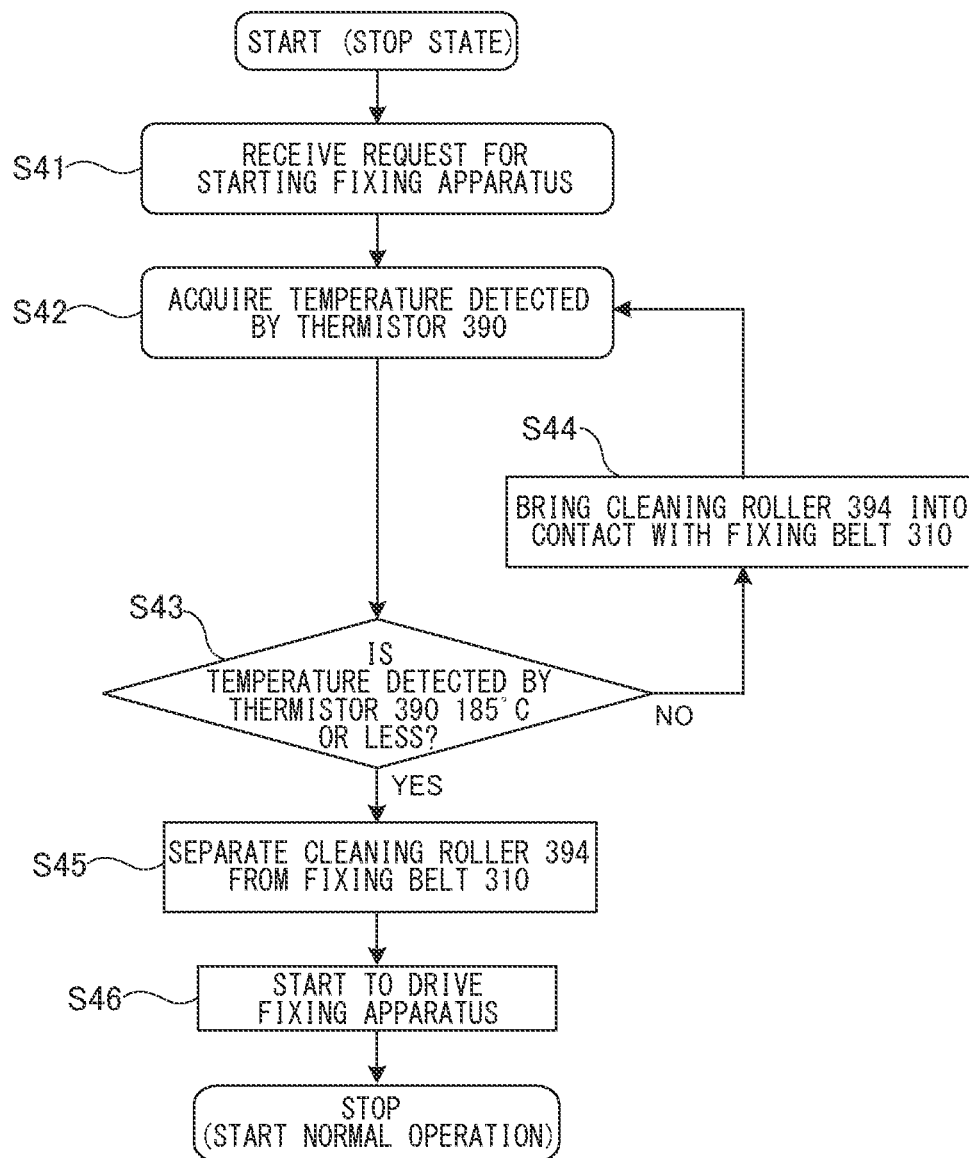 START (STOP STATE)
S41
RECEIVE REQUEST FOR
STARTING FIXING APPARATUS
S42
ACQUIRE TEMPERATURE DETECTED
BY THERMISTOR 390
S44
BRING CLEANING ROLLER 394 INTO
CONTACT WITH FIXING BELT 310
S43
IS
TEMPERATURE DETECTED BY
THERMISTOR 390 185°C
OR LESS?
NO
YES
S45
SEPARATE CLEANING ROLLER 394
FROM FIXING BELT 310
S46
START TO DRIVE
FIXING APPARATUS
STOP
(START NORMAL OPERATION)